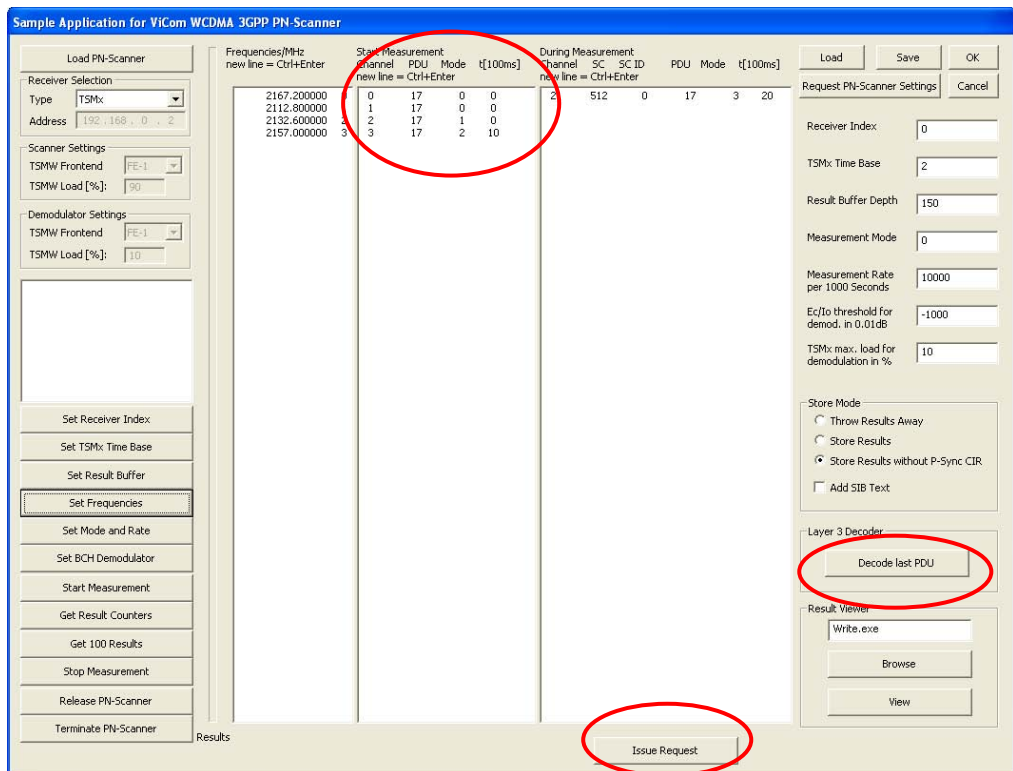 Sample Application for ViCom WCDMA 3GPP PN-Scanner
Load PN-Scanner
Receiver Selection
Type TSMx
Address 192 . 168 . 0 . 2
Scanner Settings
TSMW Frontend FE-1
TSMW Load [%]: 90
Demodulator Settings
TSMW Frontend FE-1
TSMW Load [%]: 10
Set Receiver Index
Set TSMx Time Base
Set Result Buffer
Set Frequencies
Set Mode and Rate
Set BCH Demodulator
Start Measurement
Get Result Counters
Get 100 Results
Stop Measurement
Release PN-Scanner
Terminate PN-Scanner
Results
Frequencies/MHz
new line = Ctrl+Enter
2167.200000
2112.800000
2132.600000 2
2157.000000 3
Start Measurement
Channel PDU Mode t[100ms]
new line = Ctrl+Enter
0 17 0 0
1 17 0 0
2 17 1 0
3 17 2 10
During Measurement
Channel SC SC ID PDU Mode t[100ms]
new line = Ctrl+Enter
2 512 0 17 3 20
Issue Request
Load Save OK
Request PN-Scanner Settings Cancel
Receiver Index 0
TSMx Time Base 2
Result Buffer Depth 150
Measurement Mode 0
Measurement Rate
per 1000 Seconds 10000
Ec/Io threshold for
demod. in 0.01dB -1000
TSMx max. load for
demodulation in % 10
Store Mode
Throw Results Away
Store Results
Store Results without P-Sync CIR
Add SIB Text
Layer 3 Decoder
Decode last PDU
Result Viewer
Write.exe
Browse
View